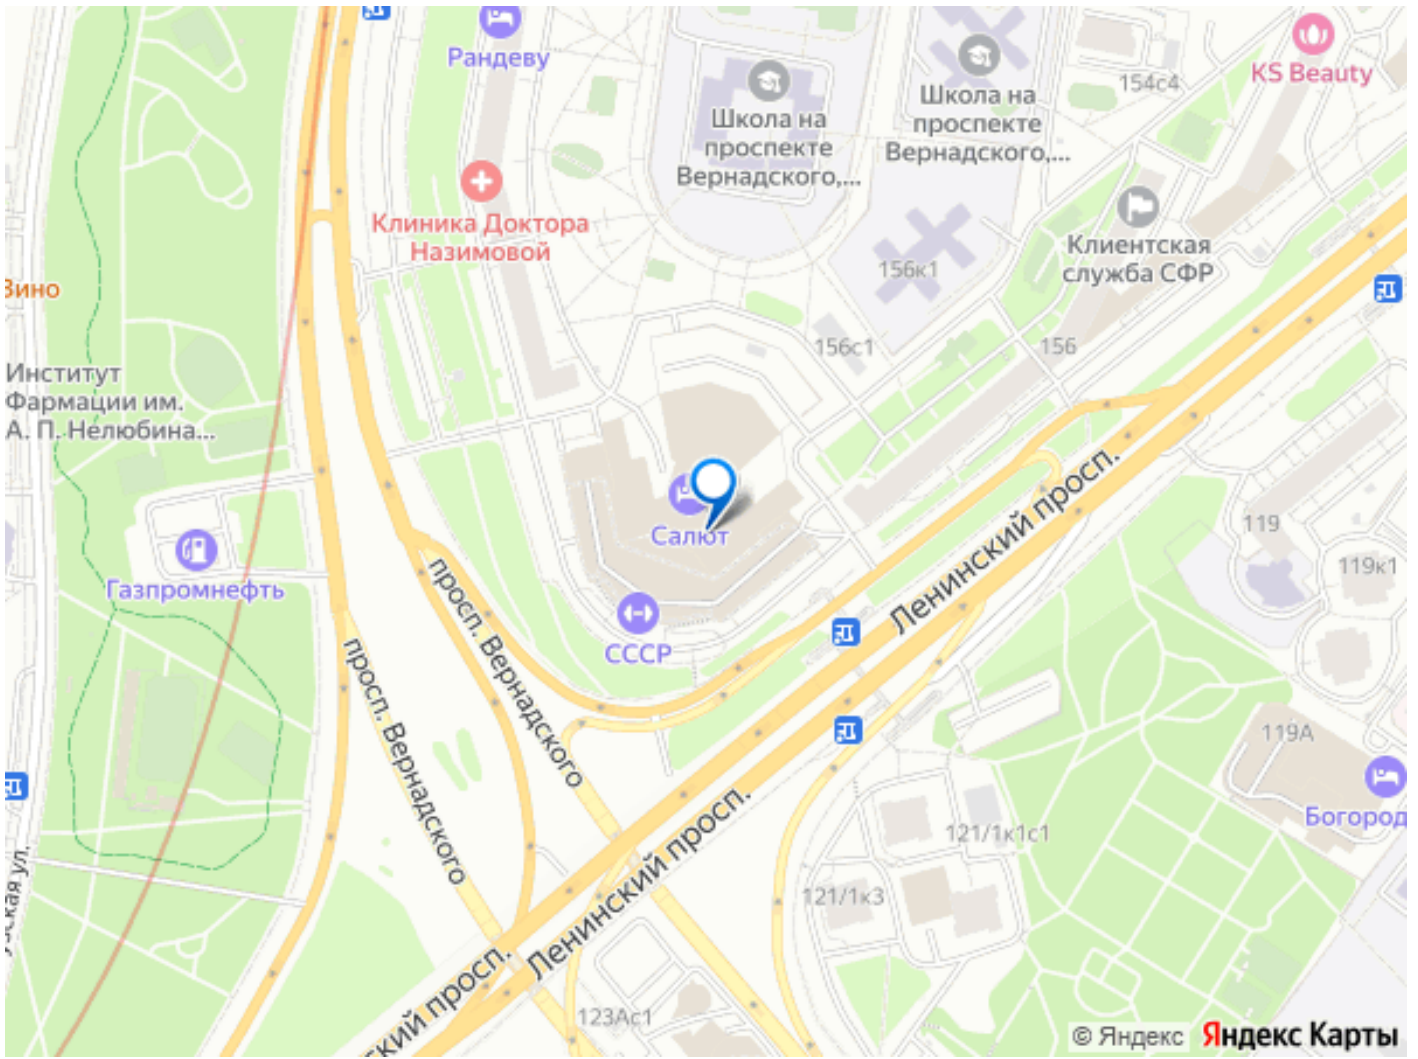 Рандеву
KS Beauty
154с4
Школа на
проспекте
Вернадского,...
Школа на
проспекте
Вернадского,...
Клиника Доктора
Назимовой
Клиентская
служба СФР
156к1
Вино
156с1
156
Институт
Фармации им.
А. П. Нелюбина...
Салют
Ленинский просп.
119
119к1
Газпромнефть
просп. Вернадского
СССР
просп. Вернадского
119А
Богород
121/1к1с1
121/1к3
Ленинский просп.
ский просп.
узская ул.
123Ас1
© Яндекс Яндекс Карты